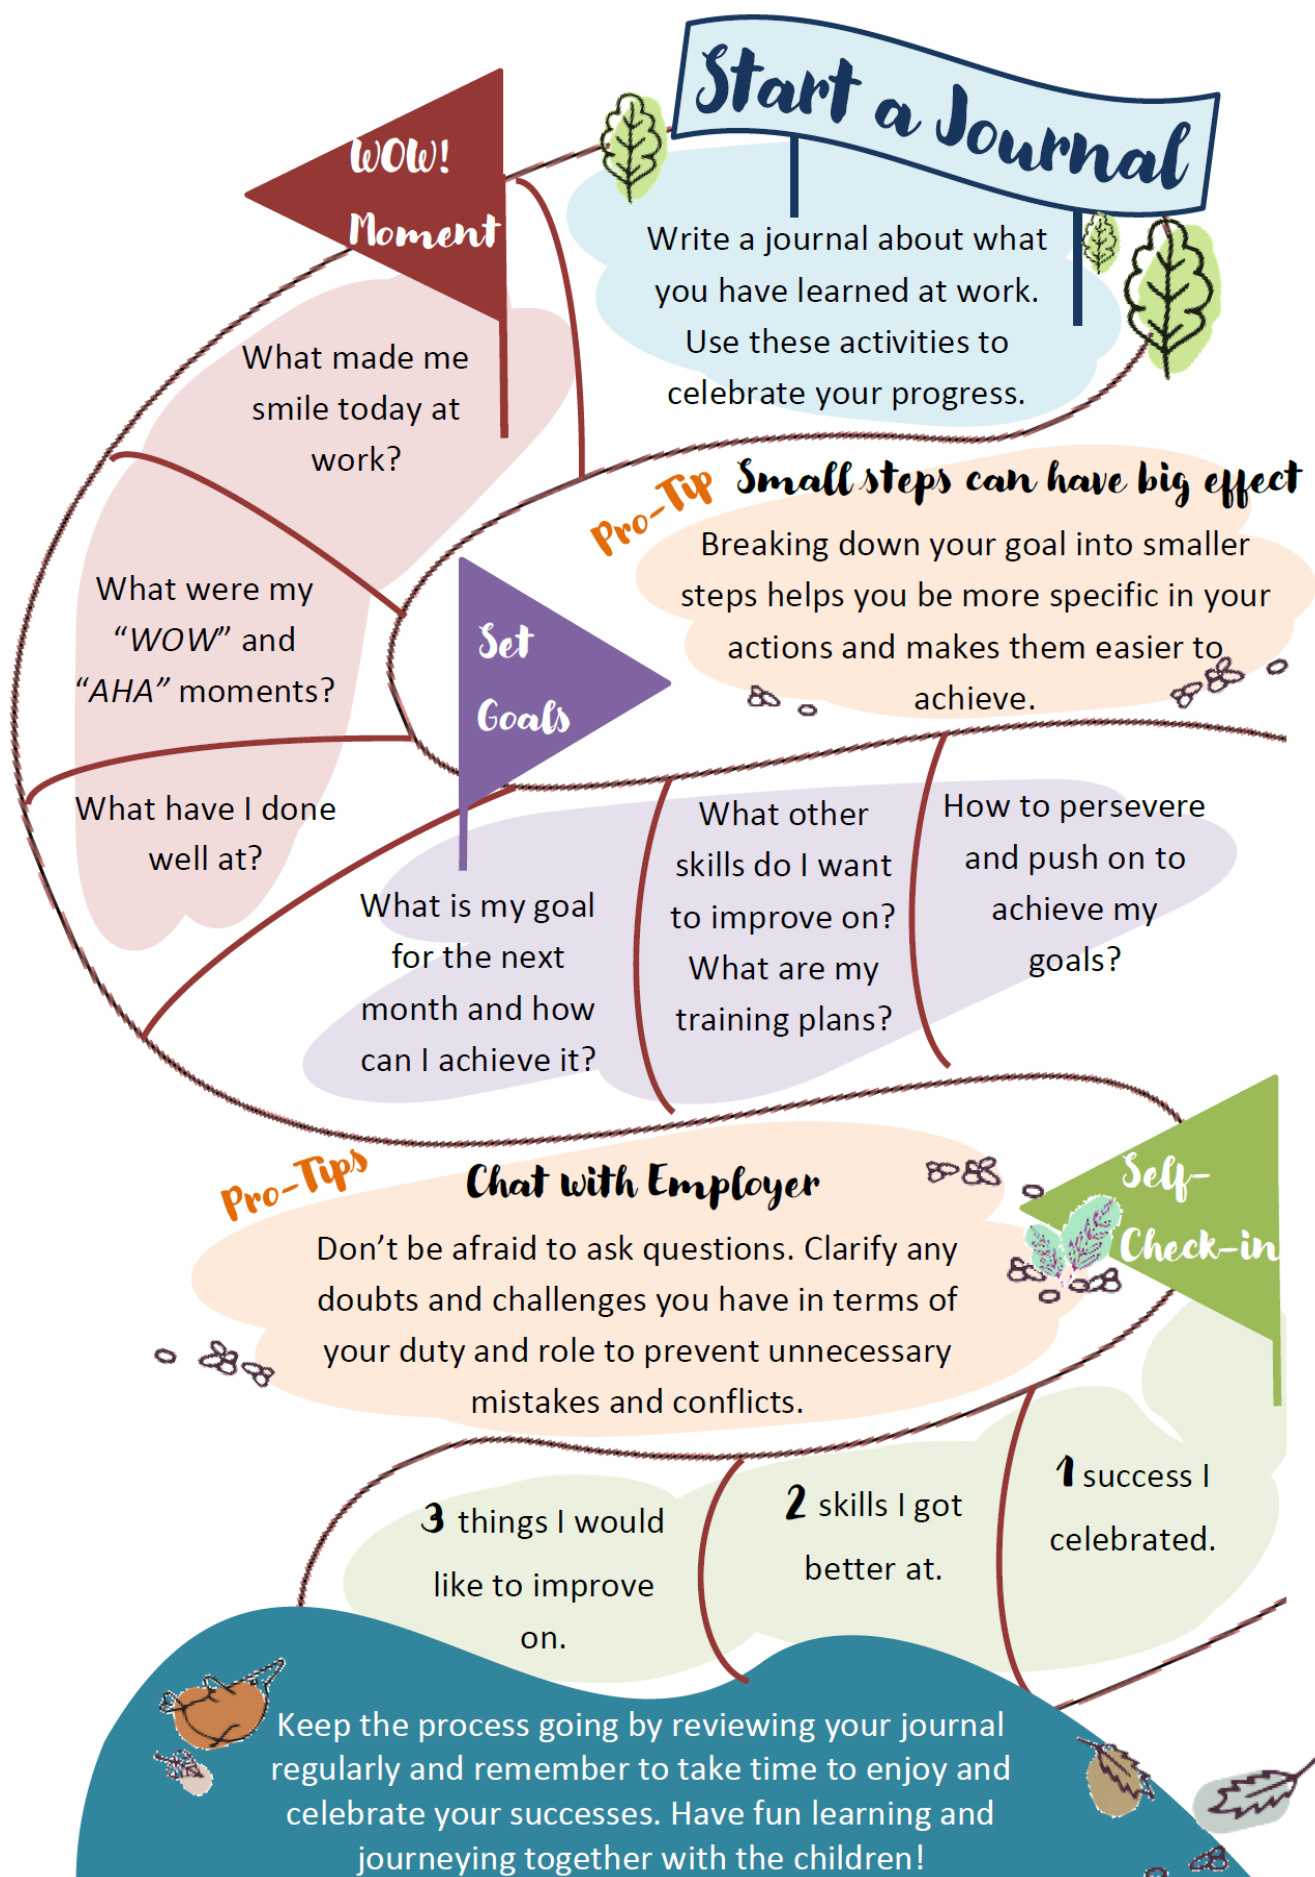 Start a Journal
Write a journal about what
you have learned at work.
Use these activities to
celebrate your progress.
WOW!
Moment
What made me
smile today at
work?
What were my
“WOW” and
“AHA” moments?
What have I done
well at?
Pro-Tip
Small steps can have big effect
Breaking down your goal into smaller
steps helps you be more specific in your
actions and makes them easier to
achieve.
Set
Goals
What is my goal
for the next
month and how
can I achieve it?
What other
skills do I want
to improve on?
What are my
training plans?
How to persevere
and push on to
achieve my
goals?
Pro-Tips
Chat with Employer
Don’t be afraid to ask questions. Clarify any
doubts and challenges you have in terms of
your duty and role to prevent unnecessary
mistakes and conflicts.
Self-
Check-in
1 success I
celebrated.
2 skills I got
better at.
3 things I would
like to improve
on.
Keep the process going by reviewing your journal
regularly and remember to take time to enjoy and
celebrate your successes. Have fun learning and
journeying together with the children!